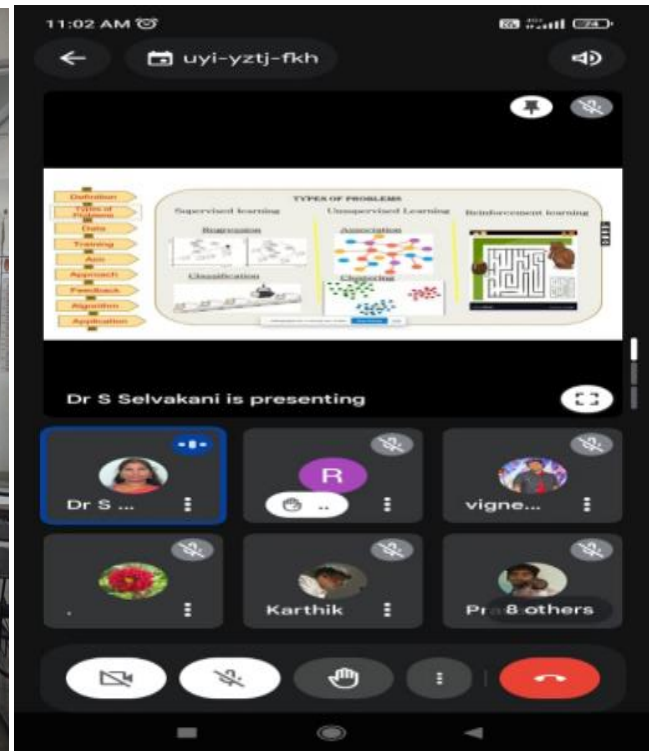 11:02 AM
74
uyi-yztj-fkh
Definition
Types of
Problems
Data
Training
Aim
Approach
Feedback
Algorithm
Application
TYPES OF PROBLEMS
Supervised learning
Unsupervised Learning
Reinforcement learning
Regression
Association
Classification
Clustering
Dr S Selvakani is presenting
R
Dr S ...
..
vigne...
.
Karthik
8 others